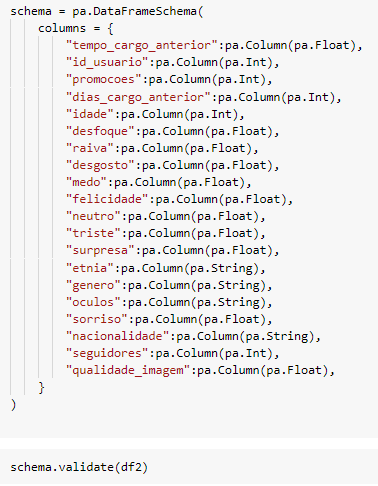 schema = pa.DataFrameSchema(
columns = {
"tempo_cargo_anterior":pa.Column(pa.Float),
"id_usuario":pa.Column(pa.Int),
"promocoes":pa.Column(pa.Int),
"dias_cargo_anterior":pa.Column(pa.Int),
"idade":pa.Column(pa.Int),
"desfoque":pa.Column(pa.Float),
"raiva":pa.Column(pa.Float),
"desgosto":pa.Column(pa.Float),
"medo":pa.Column(pa.Float),
"felicidade":pa.Column(pa.Float),
"neutro":pa.Column(pa.Float),
"triste":pa.Column(pa.Float),
"surpresa":pa.Column(pa.Float),
"etnia":pa.Column(pa.String),
"genero":pa.Column(pa.String),
"oculos":pa.Column(pa.String),
"sorriso":pa.Column(pa.Float),
"nacionalidade":pa.Column(pa.String),
"seguidores":pa.Column(pa.Int),
"qualidade_imagem":pa.Column(pa.Float),
}
)
schema.validate(df2)